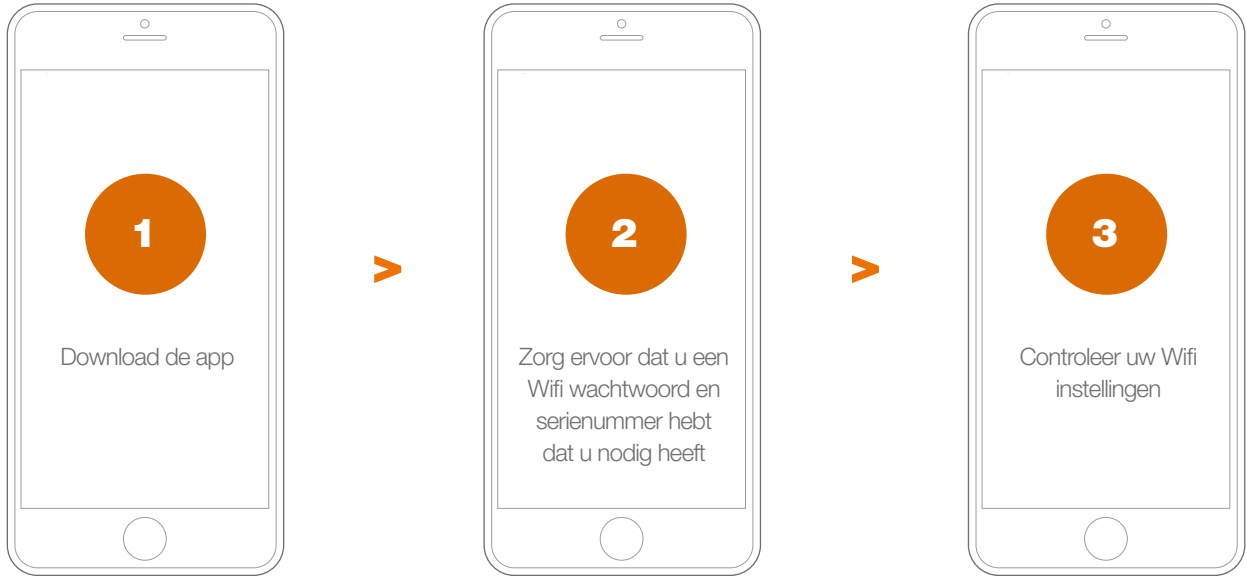 1
Download de app
>
2
Zorg ervoor dat u een
Wifi wachtwoord en
serienummer hebt
dat u nodig heeft
>
3
Controleer uw Wifi
instellingen